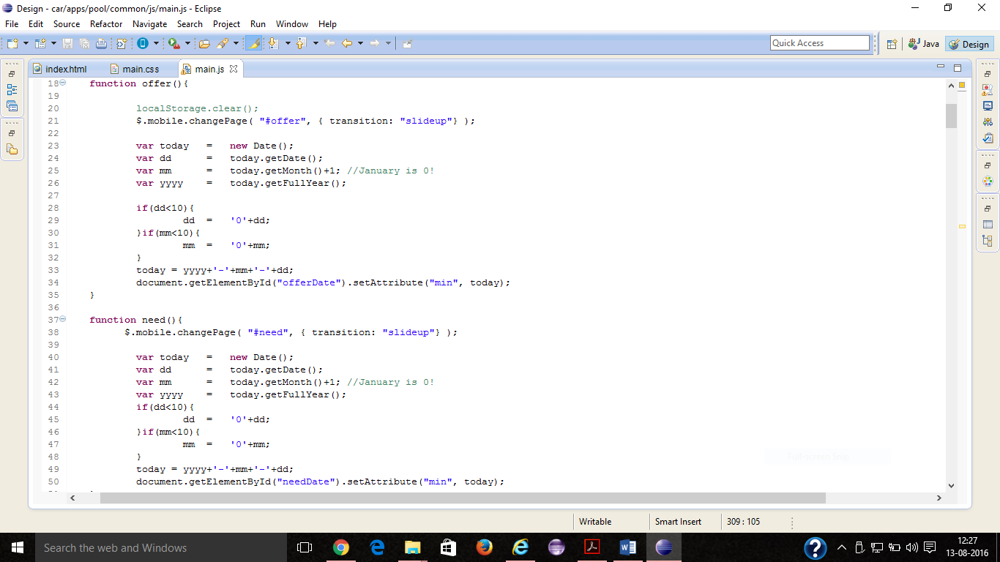 Design - car/apps/pool/common/js/main.js - Eclipse
File Edit Source Refactor Navigate Search Project Run Window Help
Quick Access
Java
Design
index.html
main.css
main.js
18 function offer(){
19
20 localStorage.clear();
21 $.mobile.changePage( "#offer", { transition: "slideup"} );
22
23 var today = new Date();
24 var dd = today.getDate();
25 var mm = today.getMonth()+1; //January is 0!
26 var yyyy = today.getFullYear();
27
28 if(dd<10){
29 dd = '0'+dd;
30 }if(mm<10){
31 mm = '0'+mm;
32 }
33 today = yyyy+'-'+mm+'-'+dd;
34 document.getElementById("offerDate").setAttribute("min", today);
35 }
36
37 function need(){
38 $.mobile.changePage( "#need", { transition: "slideup"} );
39
40 var today = new Date();
41 var dd = today.getDate();
42 var mm = today.getMonth()+1; //January is 0!
43 var yyyy = today.getFullYear();
44 if(dd<10){
45 dd = '0'+dd;
46 }if(mm<10){
47 mm = '0'+mm;
48 }
49 today = yyyy+'-'+mm+'-'+dd;
50 document.getElementById("needDate").setAttribute("min", today);
Writable
Smart Insert
309 : 105
Search the web and Windows
12:27
13-08-2016